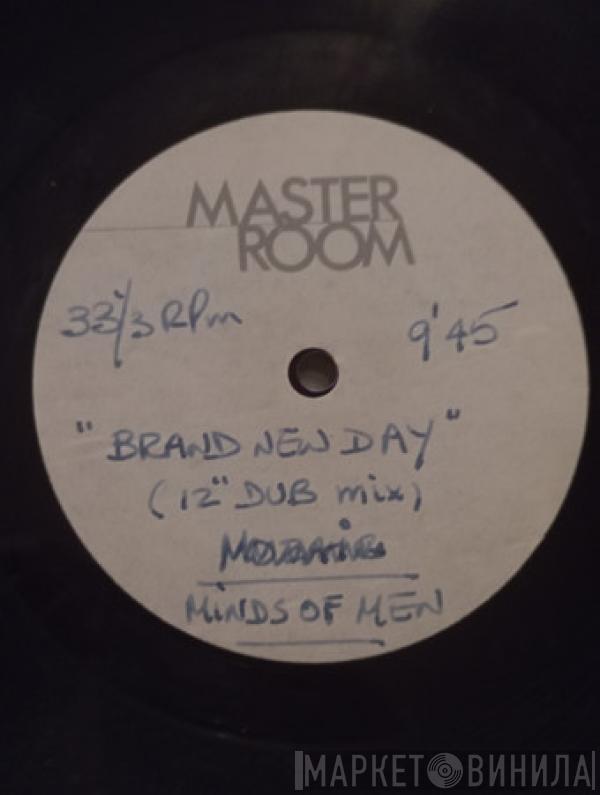 MASTER
ROOM
33⅓ RPm
9'45
"BRAND NEW DAY"
(12" DUB mix)
MINDS OF MEN
МАРКЕТ ВИНИЛА